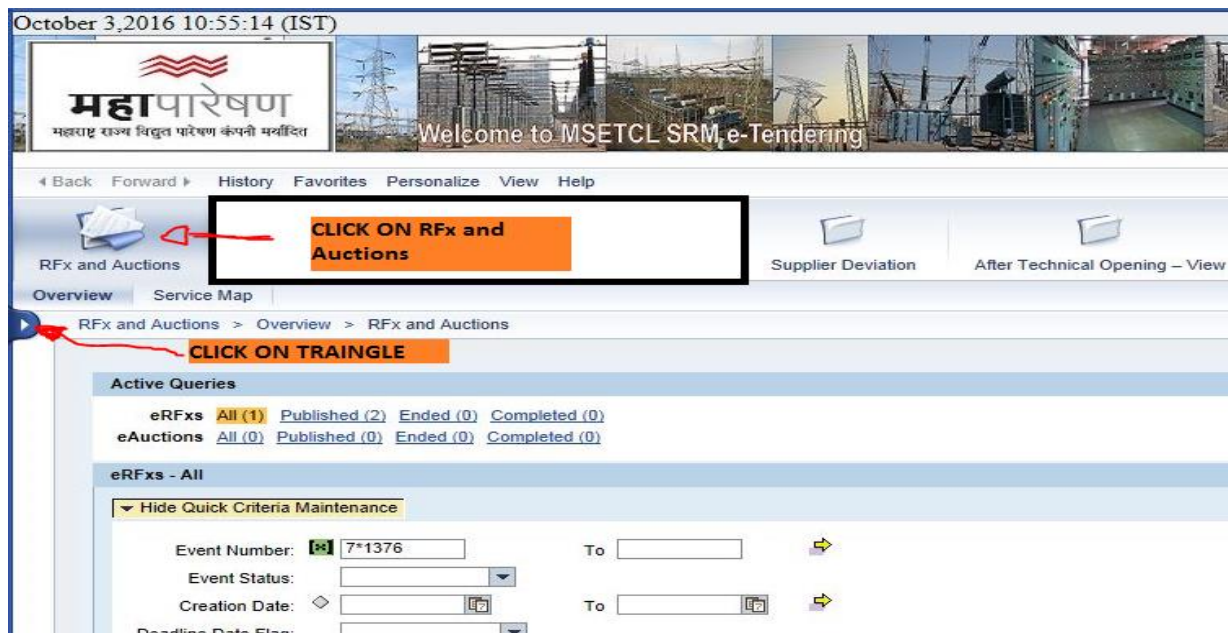 October 3,2016 10:55:14 (IST)
महापारेषण
महाराष्ट्र राज्य विद्युत पारेषण कंपनी मर्यादित
Welcome to MSETCL SRM e-Tendering
Back Forward History Favorites Personalize View Help
CLICK ON RFx and
Auctions
RFx and Auctions Supplier Deviation After Technical Opening – View
Overview Service Map
RFx and Auctions > Overview > RFx and Auctions
CLICK ON TRAINGLE
Active Queries
eRFxs All (1) Published (2) Ended (0) Completed (0)
eAuctions All (0) Published (0) Ended (0) Completed (0)
eRFxs - All
Hide Quick Criteria Maintenance
Event Number: 7*1376 To
Event Status:
Creation Date: To
Deadline Date Flag: